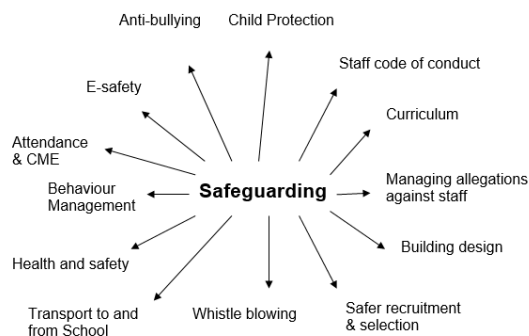 Anti-bullying
Child Protection
Staff code of conduct
E-safety
Curriculum
Attendance
& CME
Behaviour
Management
Safeguarding
Managing allegations
against staff
Building design
Health and safety
Transport to and
from School
Whistle blowing
Safer recruitment
& selection